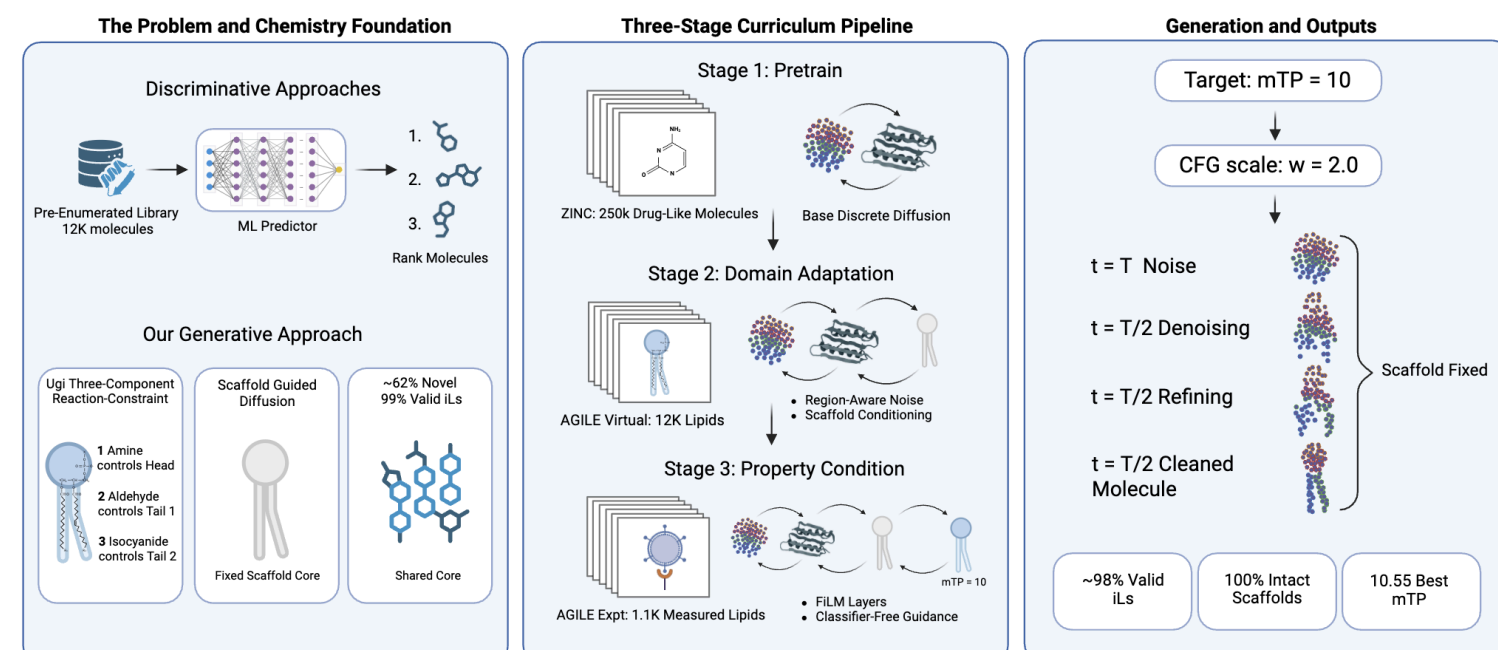 The Problem and Chemistry Foundation
Discriminative Approaches
Pre-Enumerated Library
12K molecules
ML Predictor
1.
2.
3.
Rank Molecules
Our Generative Approach
Ugi Three-Component
Reaction-Constraint
1 Amine
controls Head
2 Aldehyde
controls Tail 1
3 Isocyanide
controls Tail 2
Scaffold Guided
Diffusion
Fixed Scaffold Core
~62% Novel
99% Valid iLs
Shared Core
Three-Stage Curriculum Pipeline
Stage 1: Pretrain
NH₂
N
O
N
ZINC: 250k Drug-Like Molecules
Base Discrete Diffusion
Stage 2: Domain Adaptation
AGILE Virtual: 12K Lipids
• Region-Aware Noise
• Scaffold Conditioning
Stage 3: Property Condition
mTP = 10
AGILE Expt: 1.1K Measured Lipids
• FiLM Layers
• Classifier-Free Guidance
Generation and Outputs
Target: mTP = 10
CFG scale: w = 2.0
t = T Noise
t = T/2 Denoising
t = T/2 Refining
t = T/2 Cleaned
Molecule
Scaffold Fixed
~98% Valid
iLs
100% Intact
Scaffolds
10.55 Best
mTP